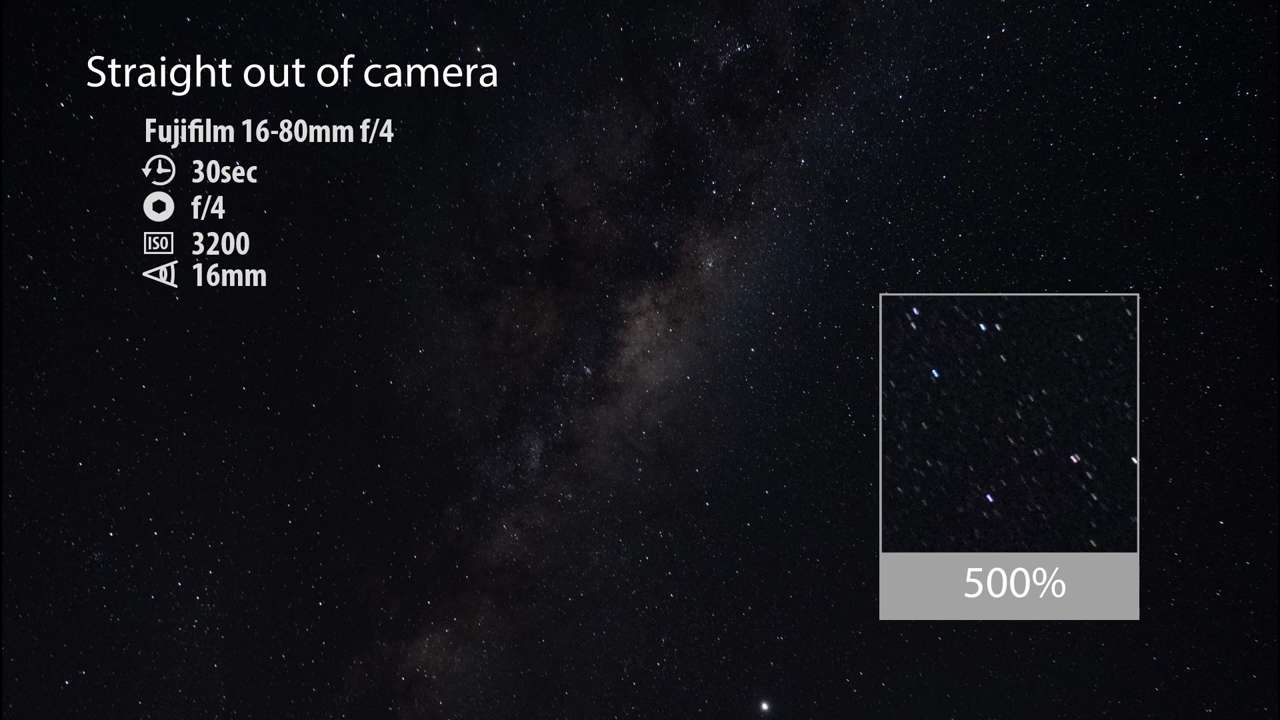 Straight out of camera
Fujifilm 16-80mm f/4
30sec
f/4
ISO 3200
16mm
500%